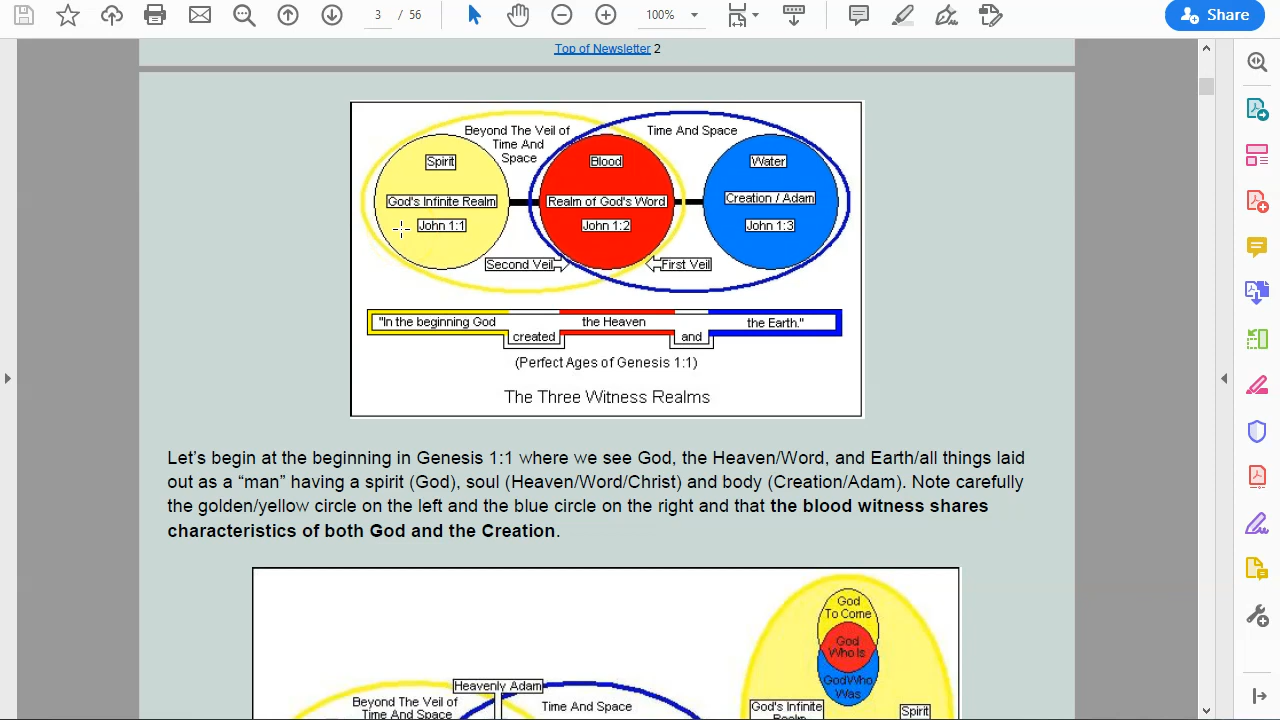 3 / 56
100%
Share
Top of Newsletter 2
Beyond The Veil of
Time And
Space
Time And Space
Spirit
Blood
Water
God's Infinite Realm
Realm of God's Word
Creation / Adam
John 1:1
John 1:2
John 1:3
Second Veil
First Veil
"In the beginning God
created
the Heaven
and
the Earth."
(Perfect Ages of Genesis 1:1)
The Three Witness Realms
Let's begin at the beginning in Genesis 1:1 where we see God, the Heaven/Word, and Earth/all things laid
out as a “man” having a spirit (God), soul (Heaven/Word/Christ) and body (Creation/Adam). Note carefully
the golden/yellow circle on the left and the blue circle on the right and that the blood witness shares
characteristics of both God and the Creation.
God
To Come
God
Who Is
God Who
Was
Heavenly Adam
Beyond The Veil of
Time And Space
Time And Space
God's Infinite
Realm
Spirit